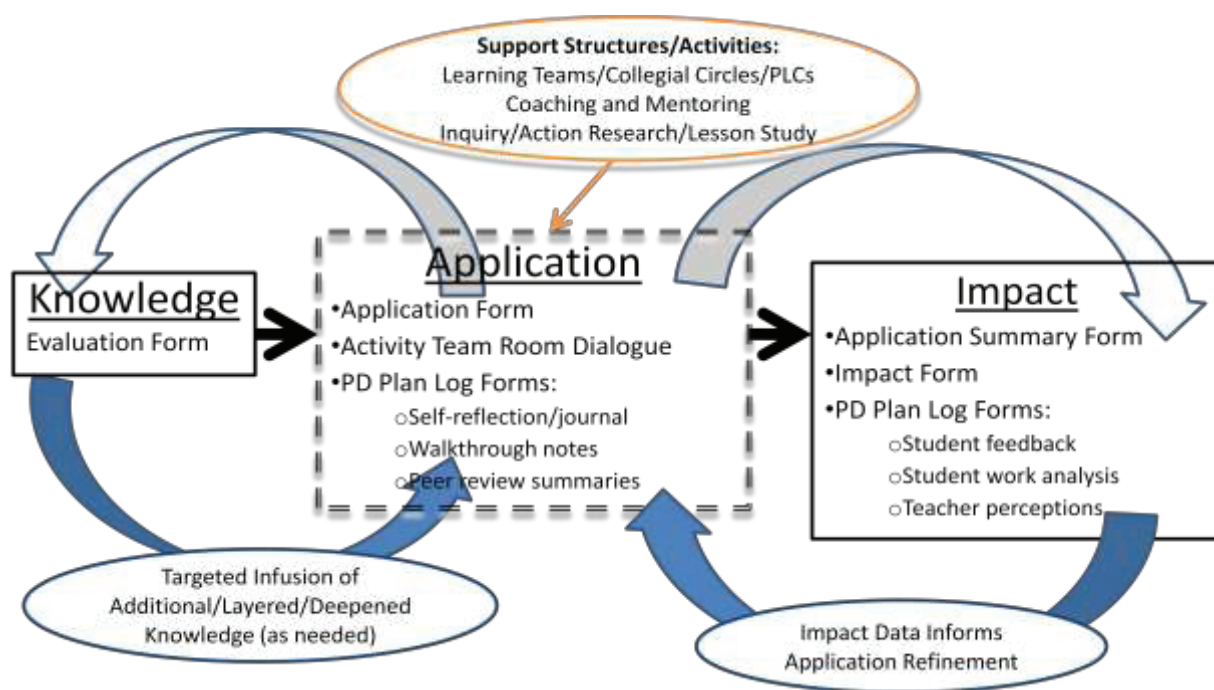 Support Structures/Activities:
Learning Teams/Collegial Circles/PLCs
Coaching and Mentoring
Inquiry/Action Research/Lesson Study
Knowledge
Evaluation Form
Application
•Application Form
•Activity Team Room Dialogue
•PD Plan Log Forms:
oSelf-reflection/journal
oWalkthrough notes
oPeer review summaries
Impact
•Application Summary Form
•Impact Form
•PD Plan Log Forms:
oStudent feedback
oStudent work analysis
oTeacher perceptions
Targeted Infusion of
Additional/Layered/Deepened
Knowledge (as needed)
Impact Data Informs
Application Refinement